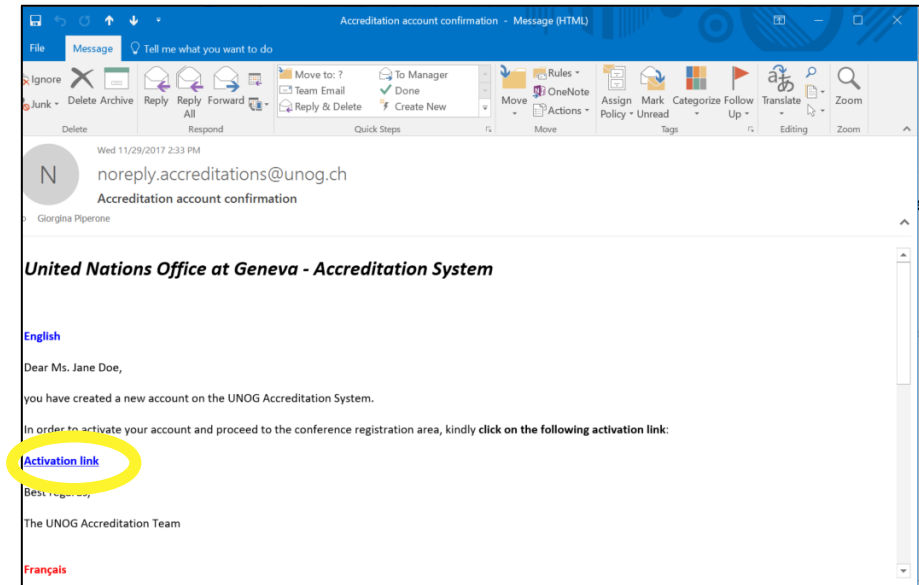 Accreditation account confirmation - Message (HTML)
File Message Tell me what you want to do
Ignore
Junk
Delete Archive
Reply Reply All Forward
Move to: ? To Manager
Team Email Done
Reply & Delete Create New
Move
Rules
OneNote
Actions
Assign Policy Mark Unread Categorize Follow Up
Translate
Zoom
Delete Respond Quick Steps Move Tags Editing Zoom
Wed 11/29/2017 2:33 PM
N
noreply.accreditations@unog.ch
Accreditation account confirmation
Giorgina Piperone
United Nations Office at Geneva - Accreditation System
English
Dear Ms. Jane Doe,
you have created a new account on the UNOG Accreditation System.
In order to activate your account and proceed to the conference registration area, kindly click on the following activation link:
Activation link
Best regards,
The UNOG Accreditation Team
Français